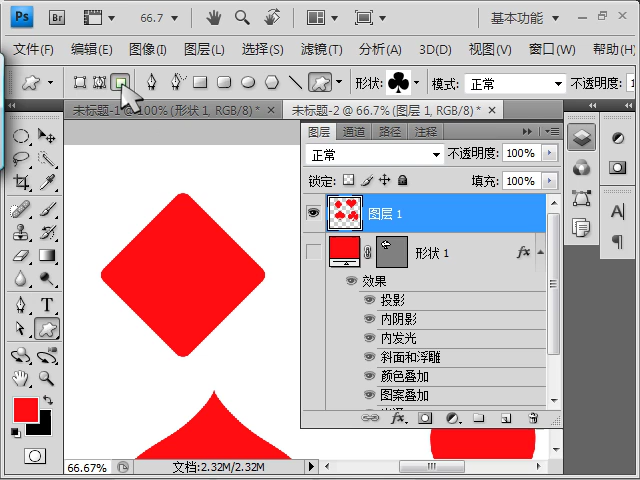 Ps Br 66.7 基本功能
文件(F) 编辑(E) 图像(I) 图层(L) 选择(S) 滤镜(T) 分析(A) 3D(D) 视图(V) 窗口(W) 帮助(H)
形状: 模式: 正常 不透明度: 1
未标题-1 @ 100% (形状 1, RGB/8) * × 未标题-2 @ 66.7% (图层 1, RGB/8) * ×
图层 通道 路径 注释
正常 不透明度: 100%
锁定: 填充: 100%
图层 1
形状 1 fx
效果
投影
内阴影
内发光
斜面和浮雕
颜色叠加
图案叠加
fx.
T
A
66.67% 文档:2.32M/2.32M